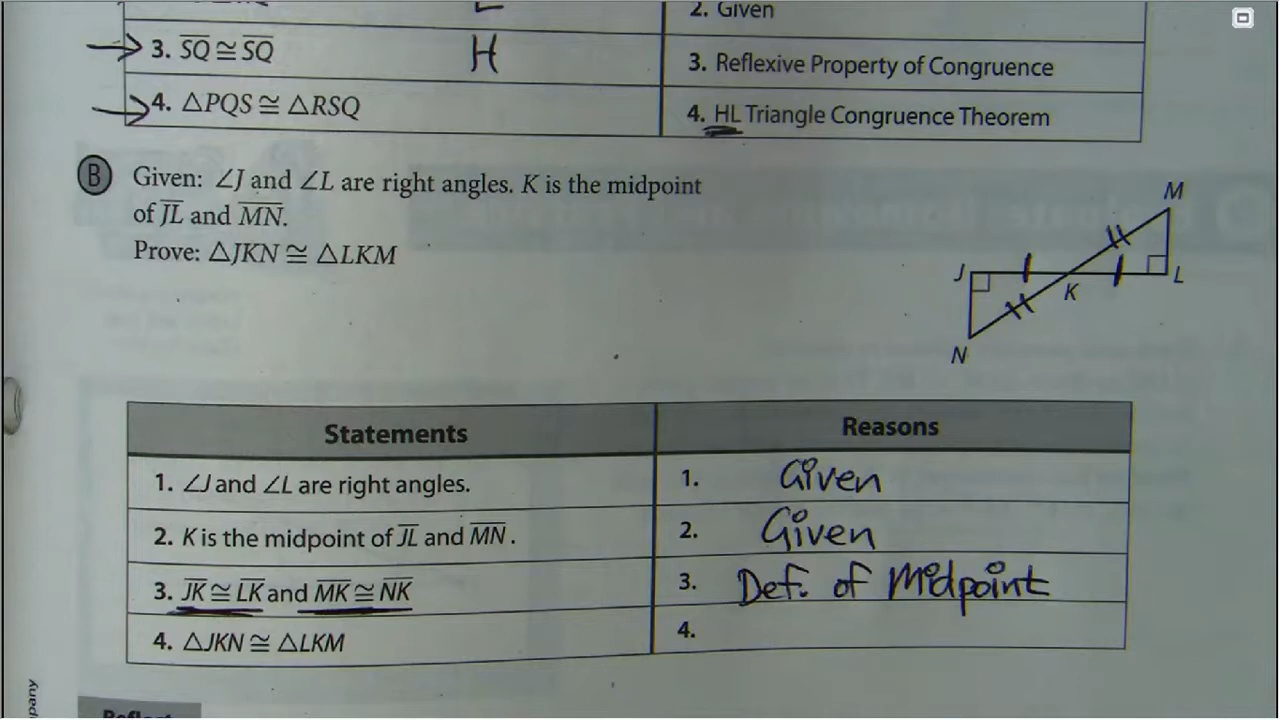 2. Given
3. SQ ≅ SQ H 3. Reflexive Property of Congruence
4. △PQS ≅ △RSQ 4. HL Triangle Congruence Theorem
B Given: ∠J and ∠L are right angles. K is the midpoint
of JL and MN.
Prove: △JKN ≅ △LKM
M
J
K
L
N
Statements Reasons
1. ∠J and ∠L are right angles. 1. Given
2. K is the midpoint of JL and MN. 2. Given
3. JK ≅ LK and MK ≅ NK 3. Def. of Midpoint
4. △JKN ≅ △LKM 4.